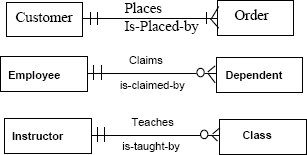 Places
Customer Order
Is-Placed-by
Claims
Employee Dependent
is-claimed-by
Teaches
Instructor Class
is-taught-by